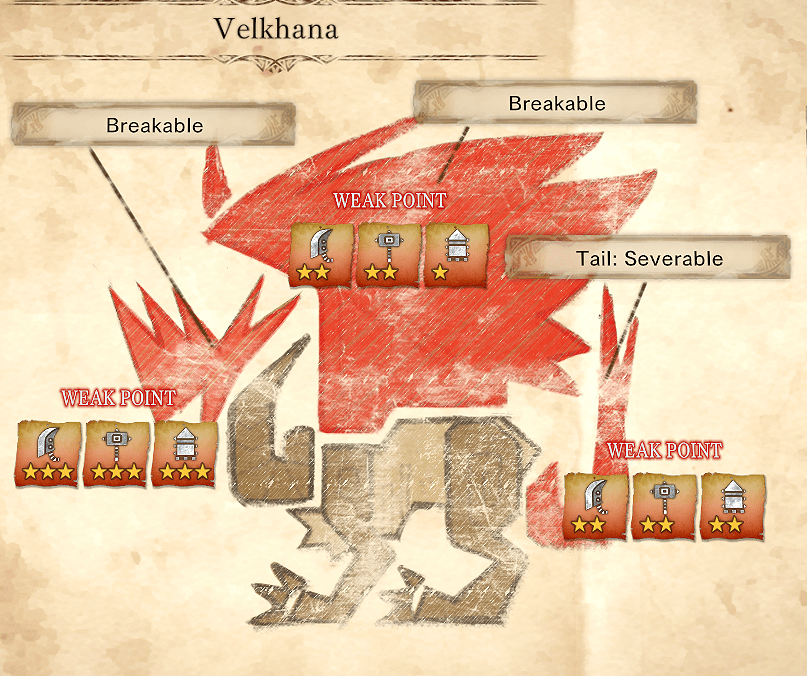 Velkhana
Breakable
Breakable
WEAK POINT
Tail: Severable
WEAK POINT
WEAK POINT